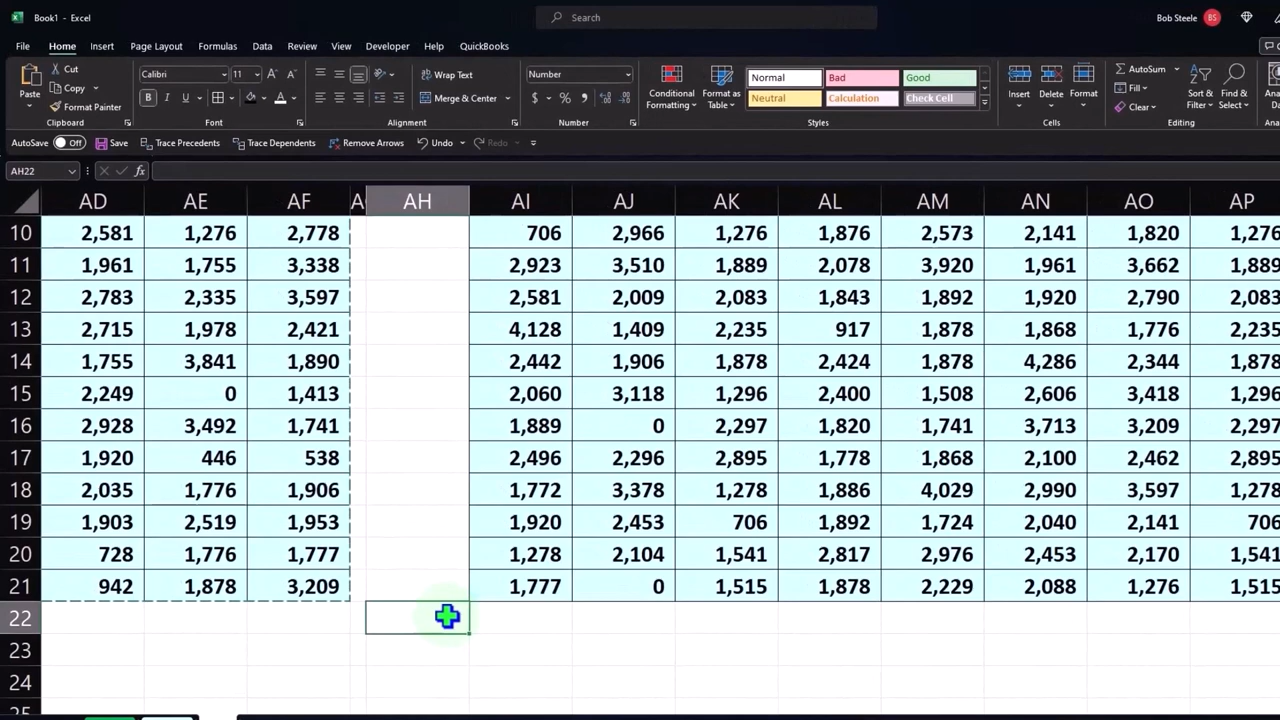 Book1 - Excel
Search
Bob Steele BS
File Home Insert Page Layout Formulas Data Review View Developer Help QuickBooks
Paste Cut Copy Format Painter Clipboard
Calibri 11 A A B I U A Font
Wrap Text Merge & Center Alignment
Number $ % , Number
Conditional Formatting Format as Table Normal Bad Good Neutral Calculation Check Cell Styles
Insert Delete Format Cells
AutoSum Fill Clear Sort & Filter Find & Select Editing
AutoSave Off Save Trace Precedents Trace Dependents Remove Arrows Undo Redo
AH22 fx
AD AE AF AH AI AJ AK AL AM AN AO AP
10 2,581 1,276 2,778 706 2,966 1,276 1,876 2,573 2,141 1,820 1,276
11 1,961 1,755 3,338 2,923 3,510 1,889 2,078 3,920 1,961 3,662 1,889
12 2,783 2,335 3,597 2,581 2,009 2,083 1,843 1,892 1,920 2,790 2,083
13 2,715 1,978 2,421 4,128 1,409 2,235 917 1,878 1,868 1,776 2,235
14 1,755 3,841 1,890 2,442 1,906 1,878 2,424 1,878 4,286 2,344 1,878
15 2,249 0 1,413 2,060 3,118 1,296 2,400 1,508 2,606 3,418 1,296
16 2,928 3,492 1,741 1,889 0 2,297 1,820 1,741 3,713 3,209 2,297
17 1,920 446 538 2,496 2,296 2,895 1,778 1,868 2,100 2,462 2,895
18 2,035 1,776 1,906 1,772 3,378 1,278 1,886 4,029 2,990 3,597 1,278
19 1,903 2,519 1,953 1,920 2,453 706 1,892 1,724 2,040 2,141 706
20 728 1,776 1,777 1,278 2,104 1,541 2,817 2,976 2,453 2,170 1,541
21 942 1,878 3,209 1,777 0 1,515 1,878 2,229 2,088 1,276 1,515
22
23
24